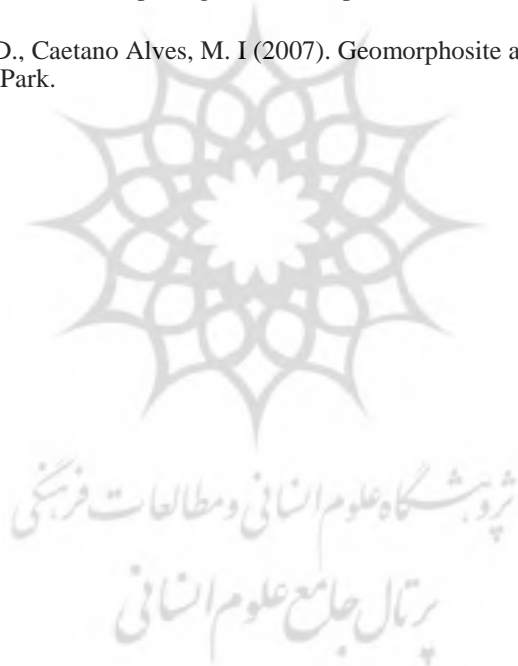 D., Caetano Alves, M. I (2007). Geomorphosite a
Park.
پژوهشگاه علوم انسانی و مطالعات فرهنگی
پرتال جامع علوم انسانی